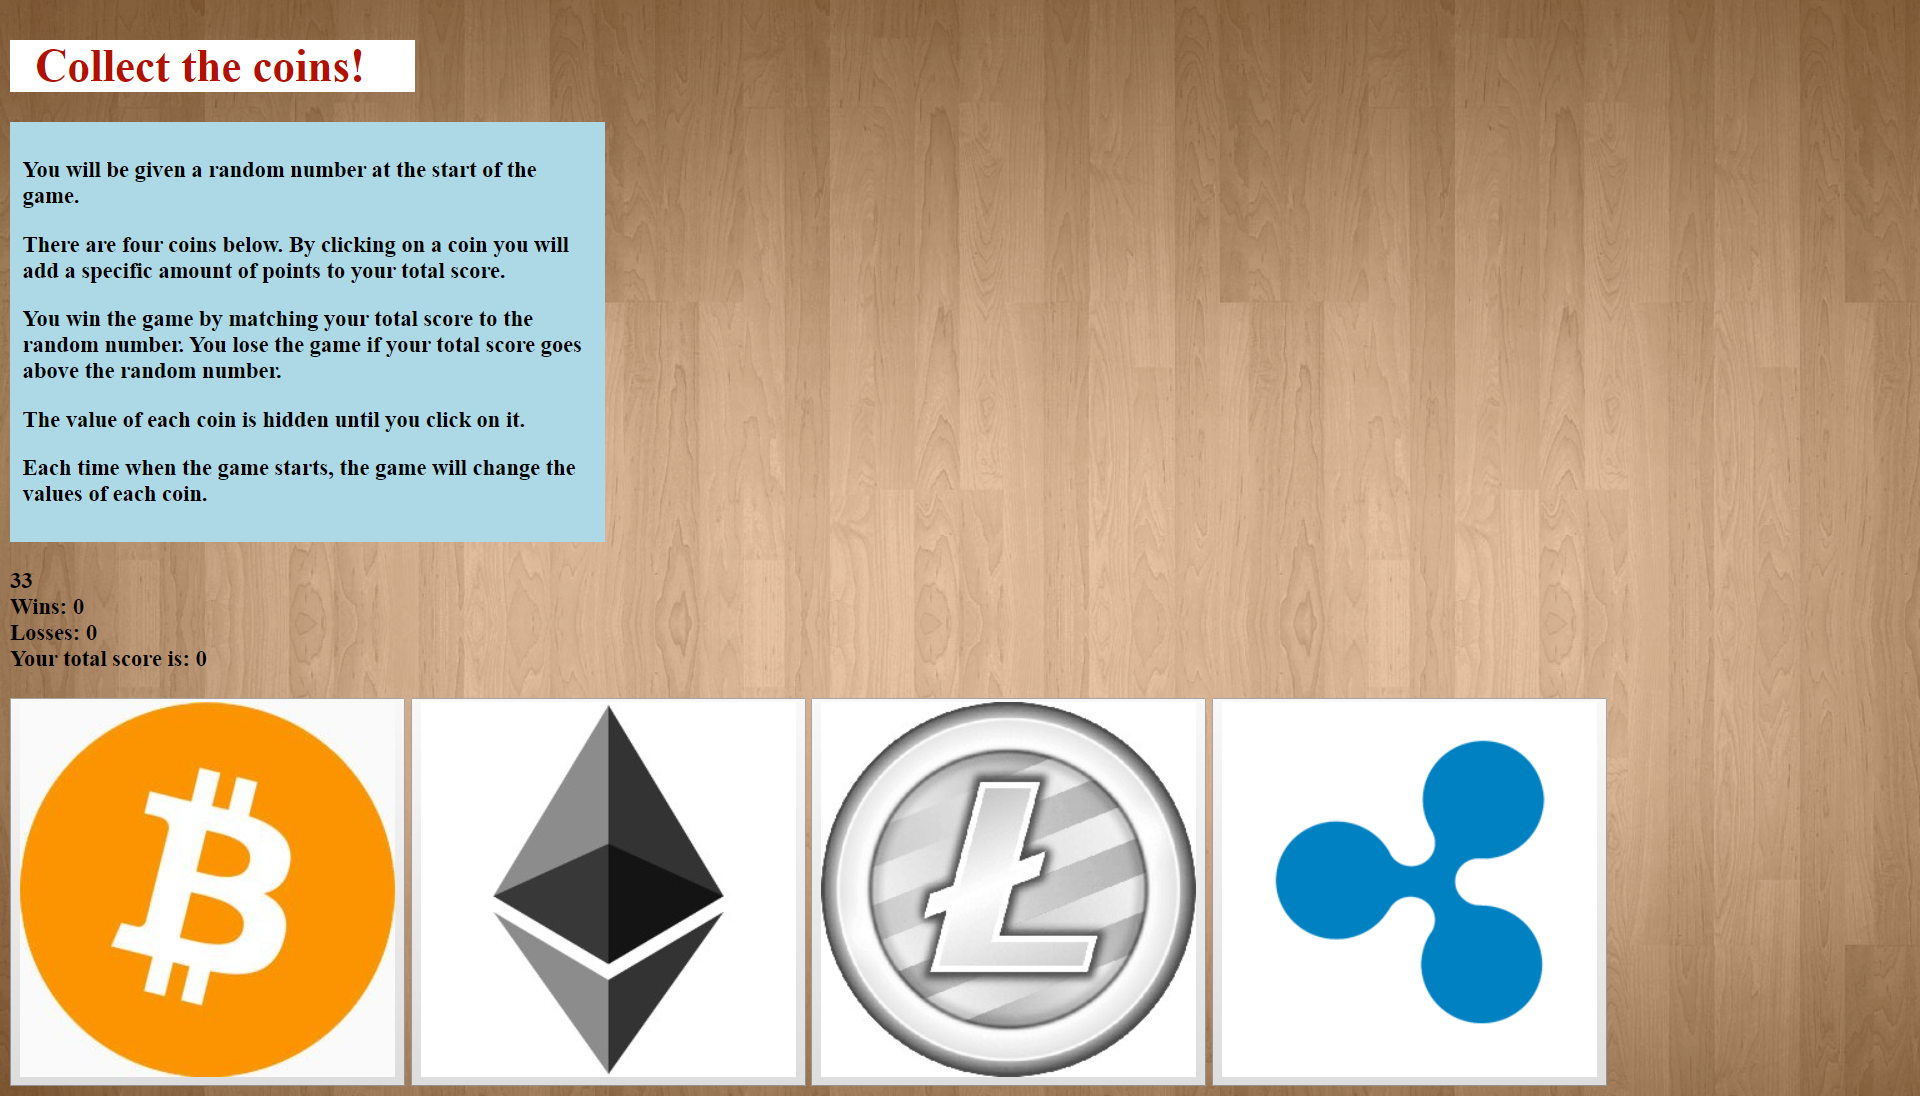 Collect the coins!
You will be given a random number at the start of the
game.
There are four coins below. By clicking on a coin you will
add a specific amount of points to your total score.
You win the game by matching your total score to the
random number. You lose the game if your total score goes
above the random number.
The value of each coin is hidden until you click on it.
Each time when the game starts, the game will change the
values of each coin.
33
Wins: 0
Losses: 0
Your total score is: 0